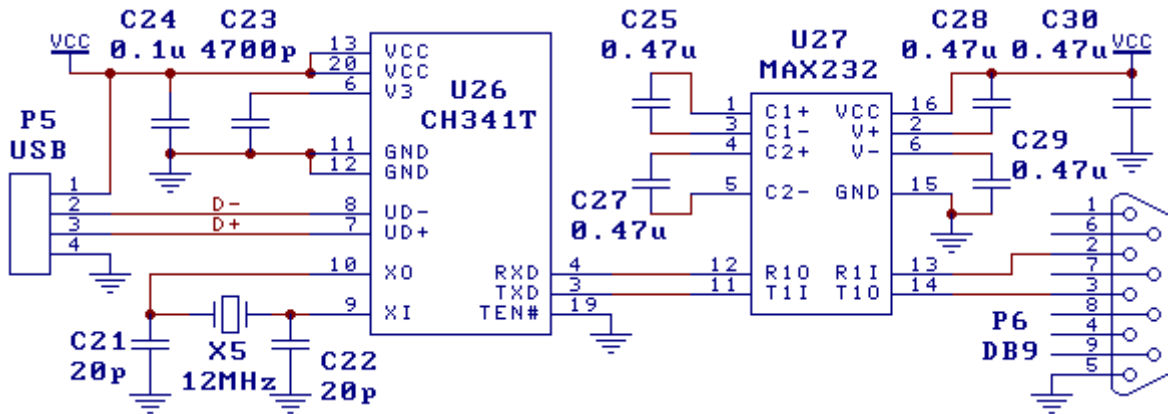 C24
0.1u
C23
4700p
VCC
P5
USB
1
2
3
4
D-
D+
13
20
6
11
12
8
7
10
9
VCC
VCC
V3
GND
GND
UD-
UD+
XO
XI
U26
CH341T
RXD
TXD
TEN#
4
3
19
C21
20p
X5
12MHz
C22
20p
C25
0.47u
C27
0.47u
U27
MAX232
1
3
4
5
12
11
C1+
C1-
C2+
C2-
R1O
T1I
VCC
V+
V-
GND
R1I
T1O
16
2
6
15
13
14
C28
0.47u
C30
0.47u
VCC
C29
0.47u
P6
DB9
1
6
2
7
3
8
4
9
5